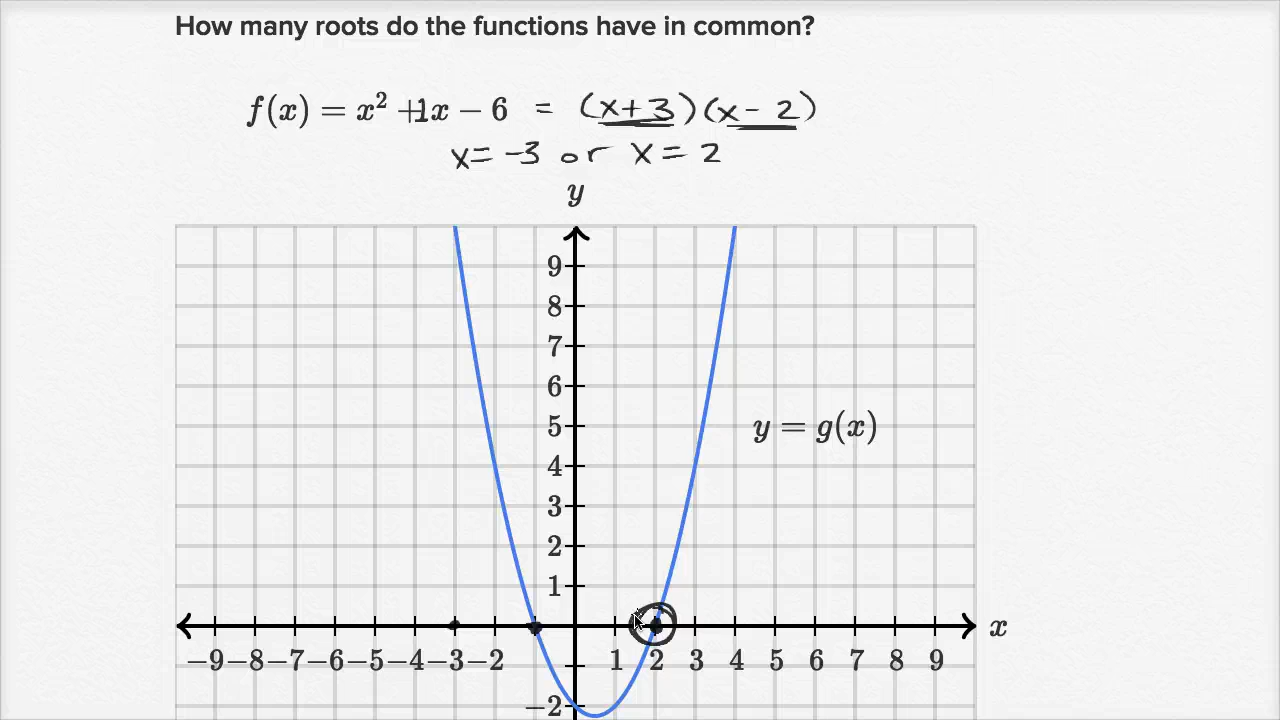 How many roots do the functions have in common?
f(x) = x² +1x − 6 = (x+3)(x−2)
x = -3 or x = 2
y
9
8
7
6
5
4
3
2
1
y = g(x)
x
−9 −8 −7 −6 −5 −4 −3 −2 1 2 3 4 5 6 7 8 9
−2